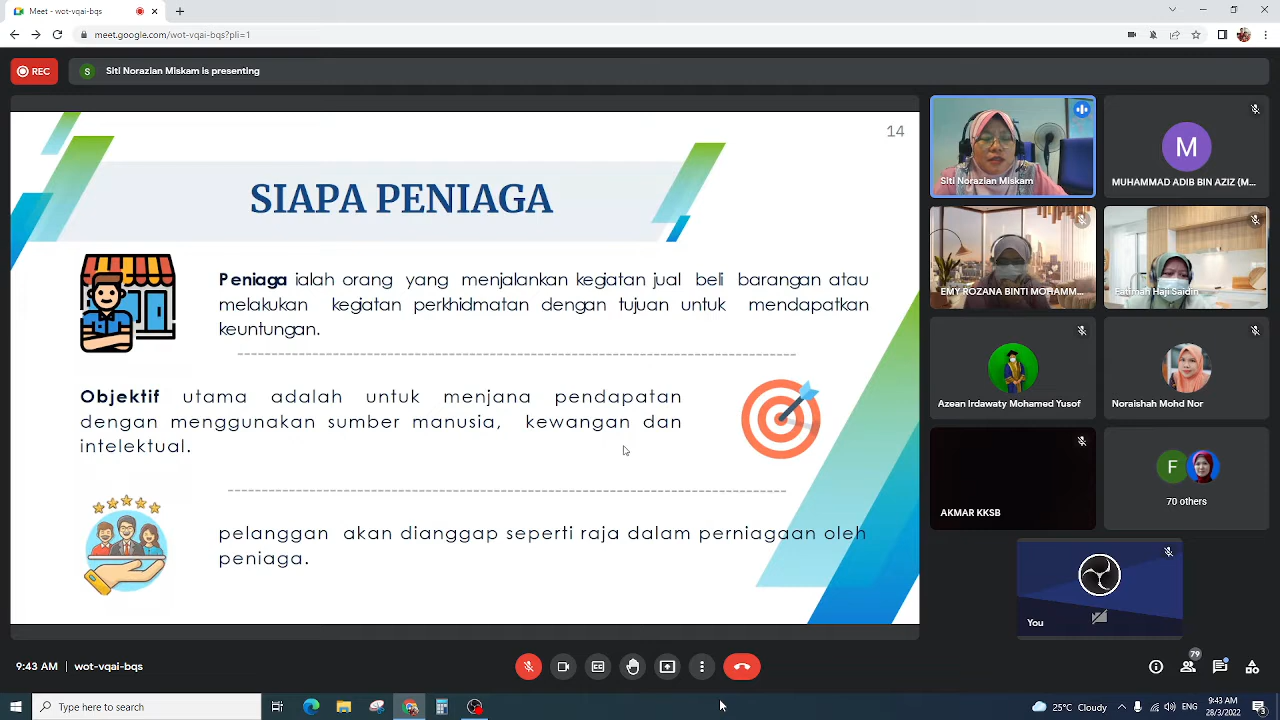 Meet - wot-vqai-bqs
meet.google.com/wot-vqai-bqs?pli=1
REC
S
Siti Norazian Miskam is presenting
14
SIAPA PENIAGA
Peniaga ialah orang yang menjalankan kegiatan jual beli barangan atau
melakukan kegiatan perkhidmatan dengan tujuan untuk mendapatkan
keuntungan.
Objektif utama adalah untuk menjana pendapatan
dengan menggunakan sumber manusia, kewangan dan
intelektual.
pelanggan akan dianggap seperti raja dalam perniagaan oleh
peniaga.
Siti Norazian Miskam
M
MUHAMMAD ADIB BIN AZIZ (M...
EMY ROZANA BINTI MOHAMM...
Fatimah Haji Saidin
Azean Irdawaty Mohamed Yusof
Noraishah Mohd Nor
AKMAR KKSB
F
70 others
You
9:43 AM | wot-vqai-bqs
79
Type here to search
25°C Cloudy
9:43 AM
28/3/2022
3